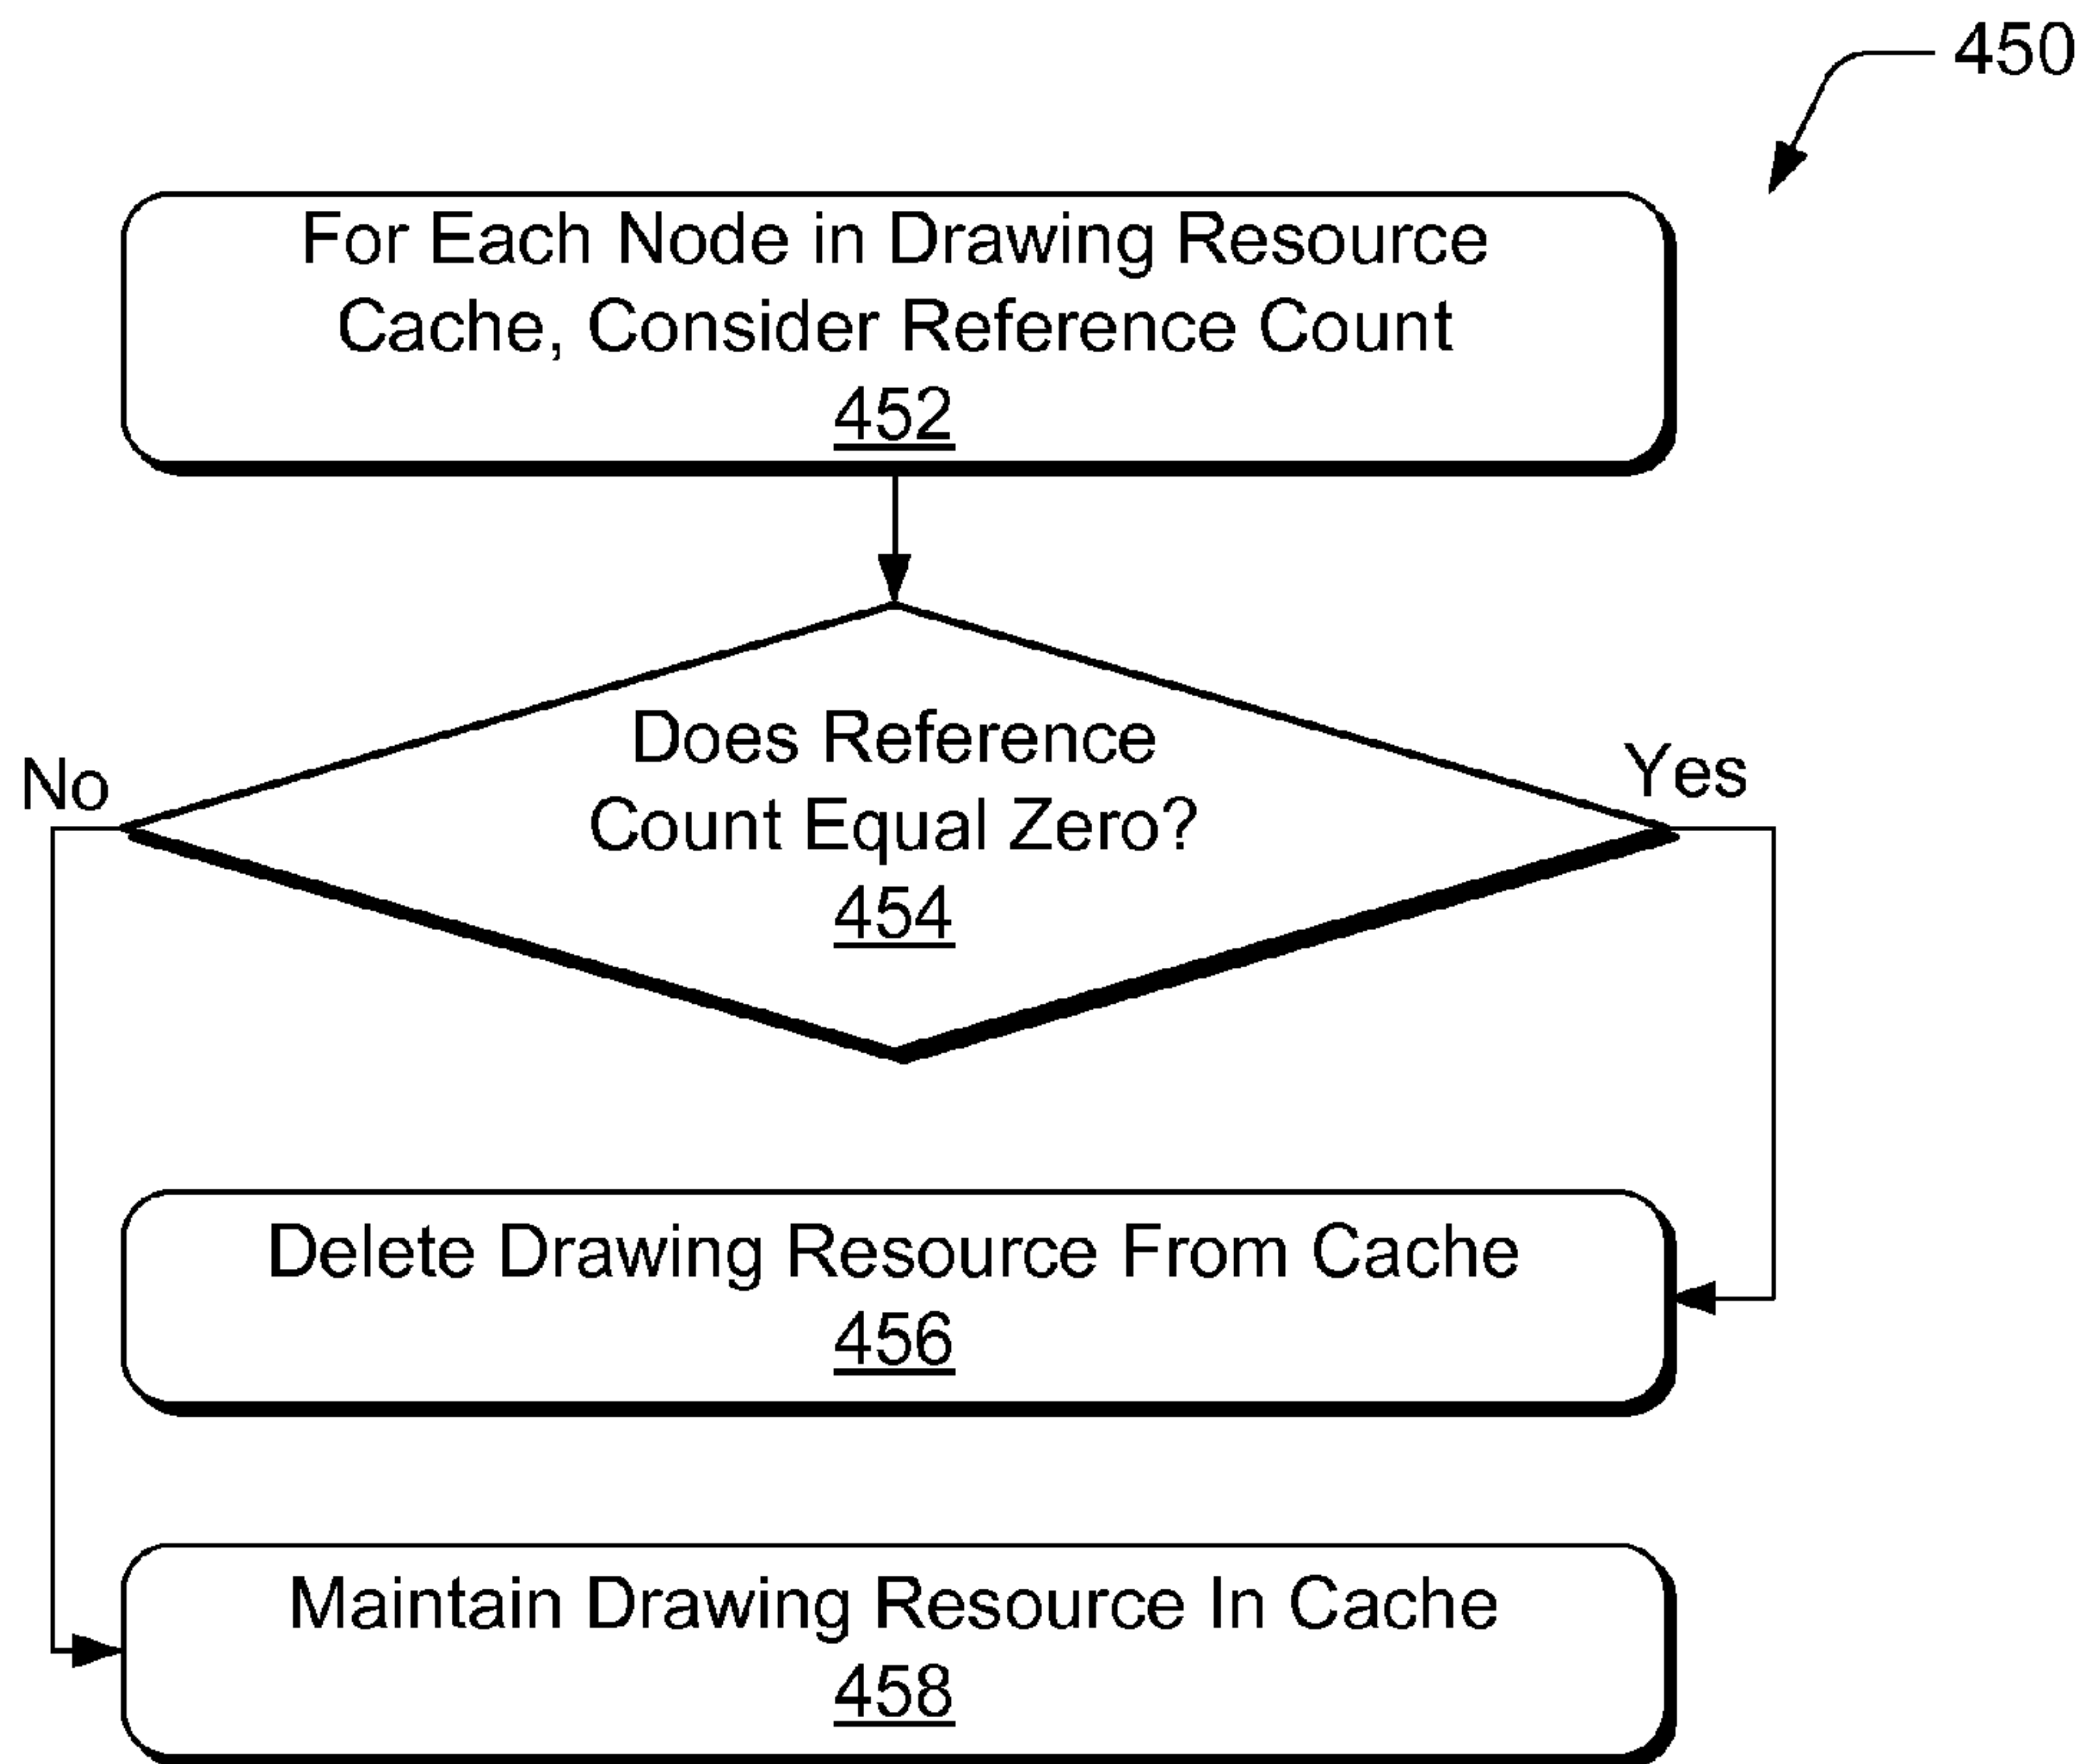 450
For Each Node in Drawing Resource
Cache, Consider Reference Count
452
Does Reference
Count Equal Zero?
454
No
Yes
Delete Drawing Resource From Cache
456
Maintain Drawing Resource In Cache
458